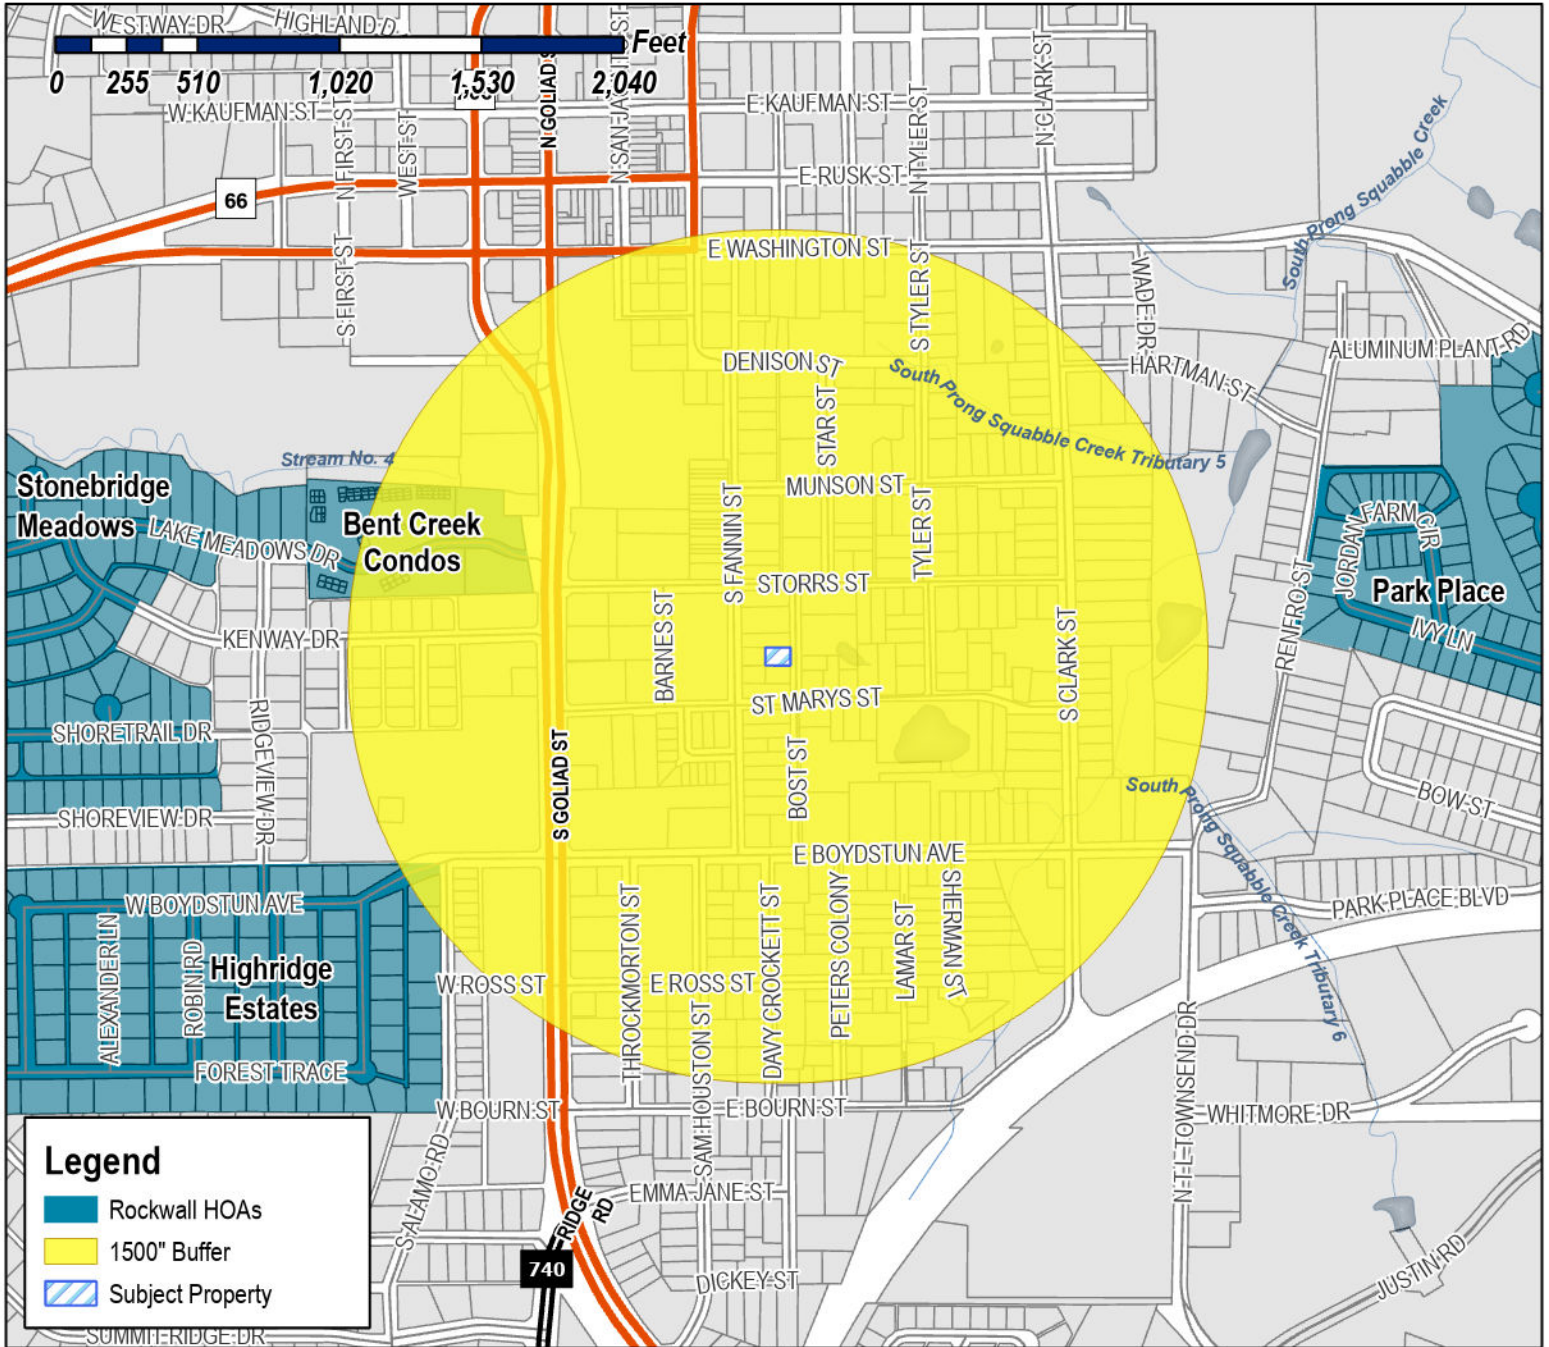 WESTWAY DR
HIGHLAND D
Feet
0 255 510 1,020 1,530 2,040
N GOLIAD S
W KAUFMAN ST
E KAUFMAN ST
N FIRST ST
WEST ST
N TYLER ST
N CLARK ST
E RUSK ST
66
South Prong Squabble Creek
E WASHINGTON ST
S FIRST ST
S TYLER ST
WADE DR
DENISON ST
ALUMINUM PLANT RD
HARTMAN ST
South Prong Squabble Creek Tributary 5
STAR ST
Stream No. 4
Stonebridge
Meadows
MUNSON ST
LAKE MEADOWS DR
Bent Creek
Condos
S FANNIN ST
TYLER ST
JORDAN FARM CIR
STORRS ST
Park Place
BARNES ST
RENFRO ST
IVY LN
KENWAY DR
S CLARK ST
ST MARYS ST
SHORETRAIL DR
RIDGEVIEW DR
S GOLIAD ST
BOST ST
South Prong Squabble Creek Tributary 6
BOW ST
SHOREVIEW DR
E BOYDSTUN AVE
W BOYDSTUN AVE
PARK PLACE BLVD
ALEXANDER LN
ROBIN RD
Highridge
Estates
THROCKMORTON ST
DAVY CROCKETT ST
PETERS COLONY
LAMAR ST
SHERMAN ST
W ROSS ST
E ROSS ST
FOREST TRACE
SAM HOUSTON ST
N T L TOWNSEND DR
W BOURN ST
E BOURN ST
WHITMORE DR
S ALAMO RD
EMMA JANE ST
RIDGE
RD
740
DICKEY ST
JUSTIN RD
Legend
Rockwall HOAs
1500" Buffer
Subject Property
SUMMIT RIDGE DR